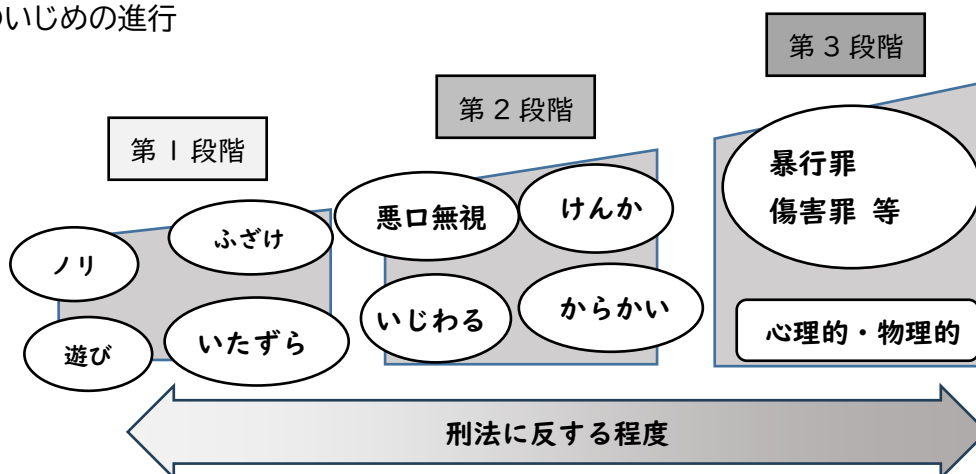 のいじめの進行
第3段階
第2段階
第1段階
暴行罪
傷害罪 等
悪口無視
けんか
ふざけ
ノリ
いじわる
からかい
いたずら
遊び
心理的・物理的
刑法に反する程度